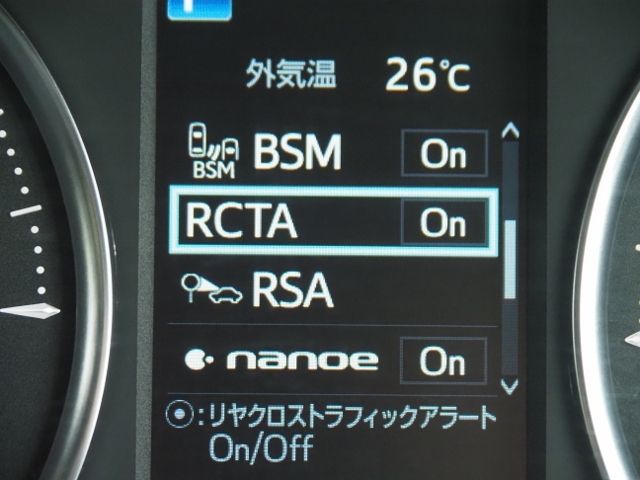 外気温 26℃
BSM BSM On
RCTA On
RSA
nanoe On
⦿:リヤクロストラフィックアラート
On/Off